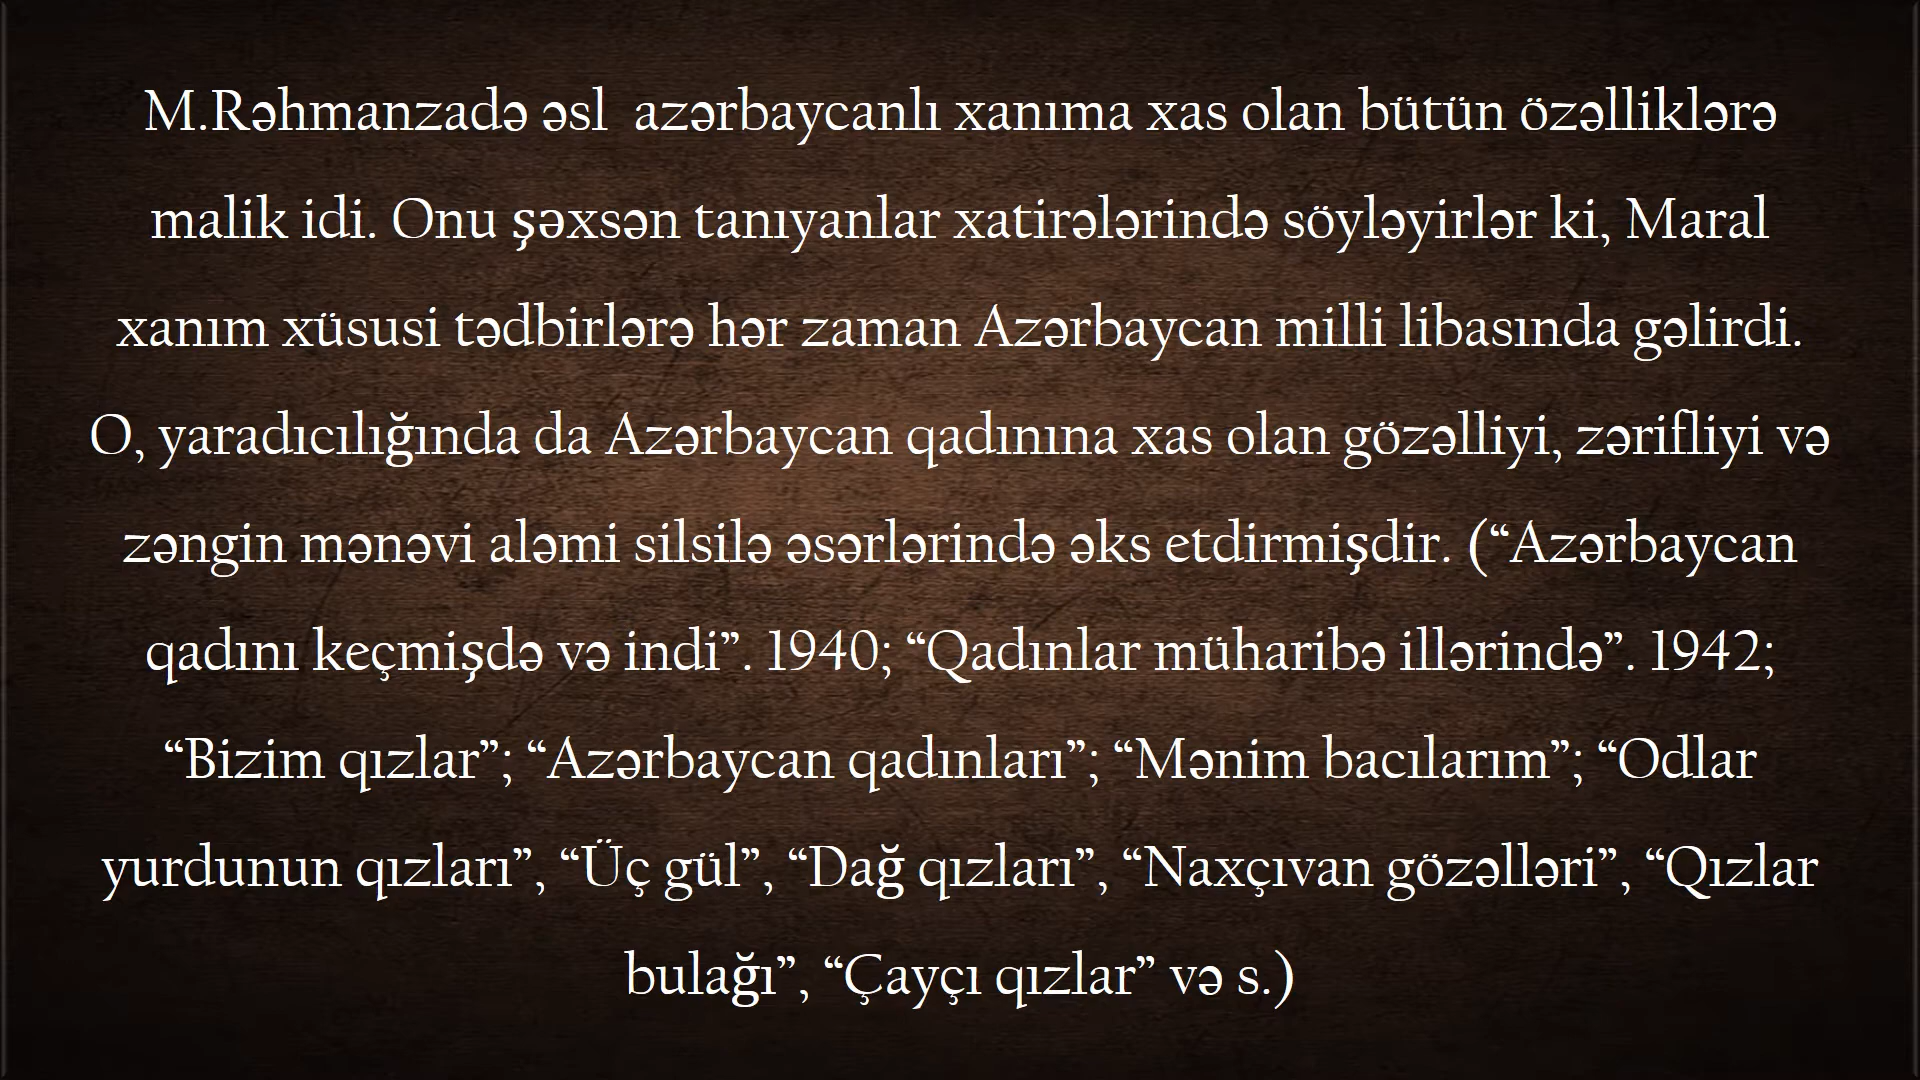 M.Rəhmanzadə əsl  azərbaycanlı xanıma xas olan bütün özəlliklərə
malik idi. Onu şəxsən tanıyanlar xatirələrində söyləyirlər ki, Maral
xanım xüsusi tədbirlərə hər zaman Azərbaycan milli libasında gəlirdi.
O, yaradıcılığında da Azərbaycan qadınına xas olan gözəlliyi, zərifliyi və
zəngin mənəvi aləmi silsilə əsərlərində əks etdirmişdir. (“Azərbaycan
qadını keçmişdə və indi”. 1940; “Qadınlar müharibə illərində”. 1942;
“Bizim qızlar”; “Azərbaycan qadınları”; “Mənim bacılarım”; “Odlar
yurdunun qızları”, “Üç gül”, “Dağ qızları”, “Naxçıvan gözəlləri”, “Qızlar
bulağı”, “Çayçı qızlar” və s.)